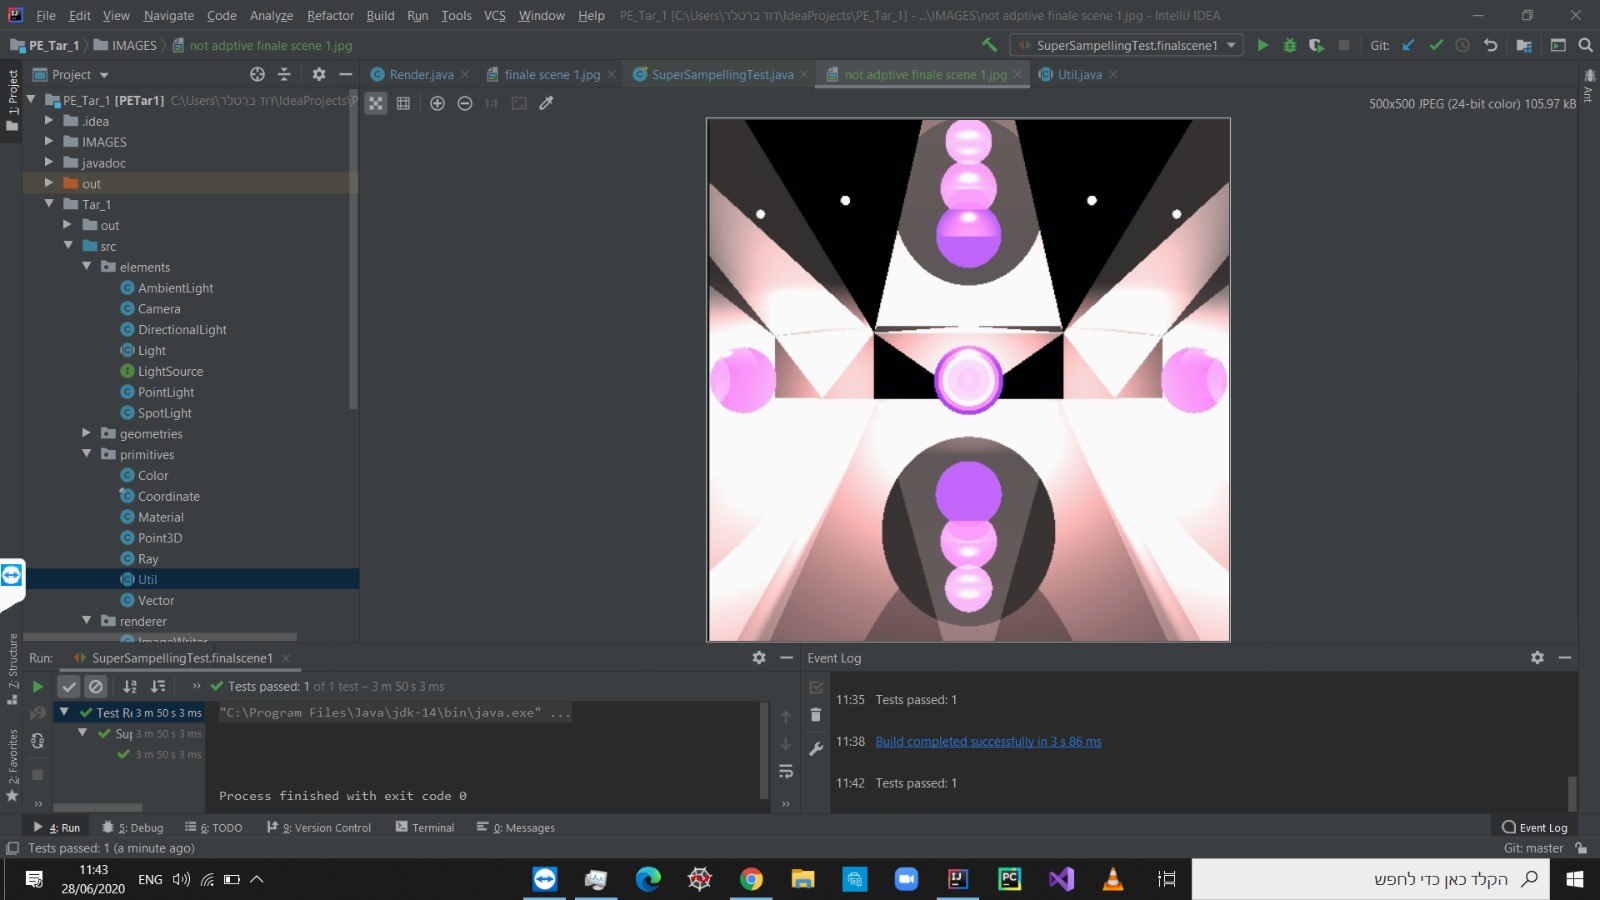 File Edit View Navigate Code Analyze Refactor Build Run Tools VCS Window Help PE_Tar_1 [C:\Users\דוד ברטלר\IdeaProjects\PE_Tar_1] - ...\IMAGES\not adptive finale scene 1.jpg - IntelliJ IDEA
PE_Tar_1 IMAGES not adptive finale scene 1.jpg
SuperSampellingTest.finalscene1 Git:
1: Project
Project
Render.java finale scene 1.jpg SuperSampellingTest.java not adptive finale scene 1.jpg Util.java
Ant
PE_Tar_1 [PETar1] C:\Users\דוד ברטלר\IdeaProjects\P
1:1
500x500 JPEG (24-bit color) 105.97 kB
.idea
IMAGES
javadoc
out
Tar_1
out
src
elements
AmbientLight
Camera
DirectionalLight
Light
LightSource
PointLight
SpotLight
geometries
primitives
Color
Coordinate
Material
Point3D
Ray
Util
Vector
renderer
ImageWriter
7: Structure
2: Favorites
Run: SuperSampellingTest.finalscene1
Tests passed: 1 of 1 test – 3 m 50 s 3 ms
Test Re 3 m 50 s 3 ms
Sup 3 m 50 s 3 ms
3 m 50 s 3 ms
"C:\Program Files\Java\jdk-14\bin\java.exe" ...
Process finished with exit code 0
Event Log
11:35 Tests passed: 1
11:38 Build completed successfully in 3 s 86 ms
11:42 Tests passed: 1
4: Run 5: Debug 6: TODO 9: Version Control Terminal 0: Messages
Event Log
Tests passed: 1 (a minute ago)
Git: master
11:43
28/06/2020
ENG
הקלד כאן כדי לחפש